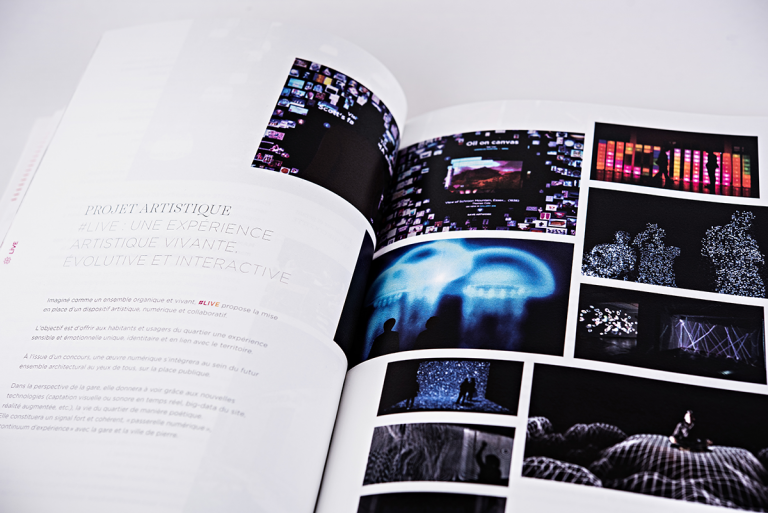 PROJET ARTISTIQUE
#LIVE : UNE EXPÉRIENCE
ARTISTIQUE VIVANTE,
ÉVOLUTIVE ET INTERACTIVE
Imaginé comme un ensemble organique et vivant, #LIVE propose la mise
en place d'un dispositif artistique, numérique et collaboratif.
L'objectif est d'offrir aux habitants et usagers du quartier une expérience
sensible et émotionnelle unique, identitaire et en lien avec le territoire.
À l'issue d'un concours, une œuvre numérique s'intégrera au sein du futur
ensemble architectural au yeux de tous, sur la place publique.
Dans la perspective de la gare, elle donnera à voir grâce aux nouvelles
technologies (captation visuelle ou sonore en temps réel, big-data du site,
réalité augmentée, etc.), la vie du quartier de manière poétique.
Elle constituera un signal fort et cohérent, « passerelle numérique »,
continuum d'expérience » avec la gare et la ville de pierre.
LIVE
Scott's fa
Oil on canvas